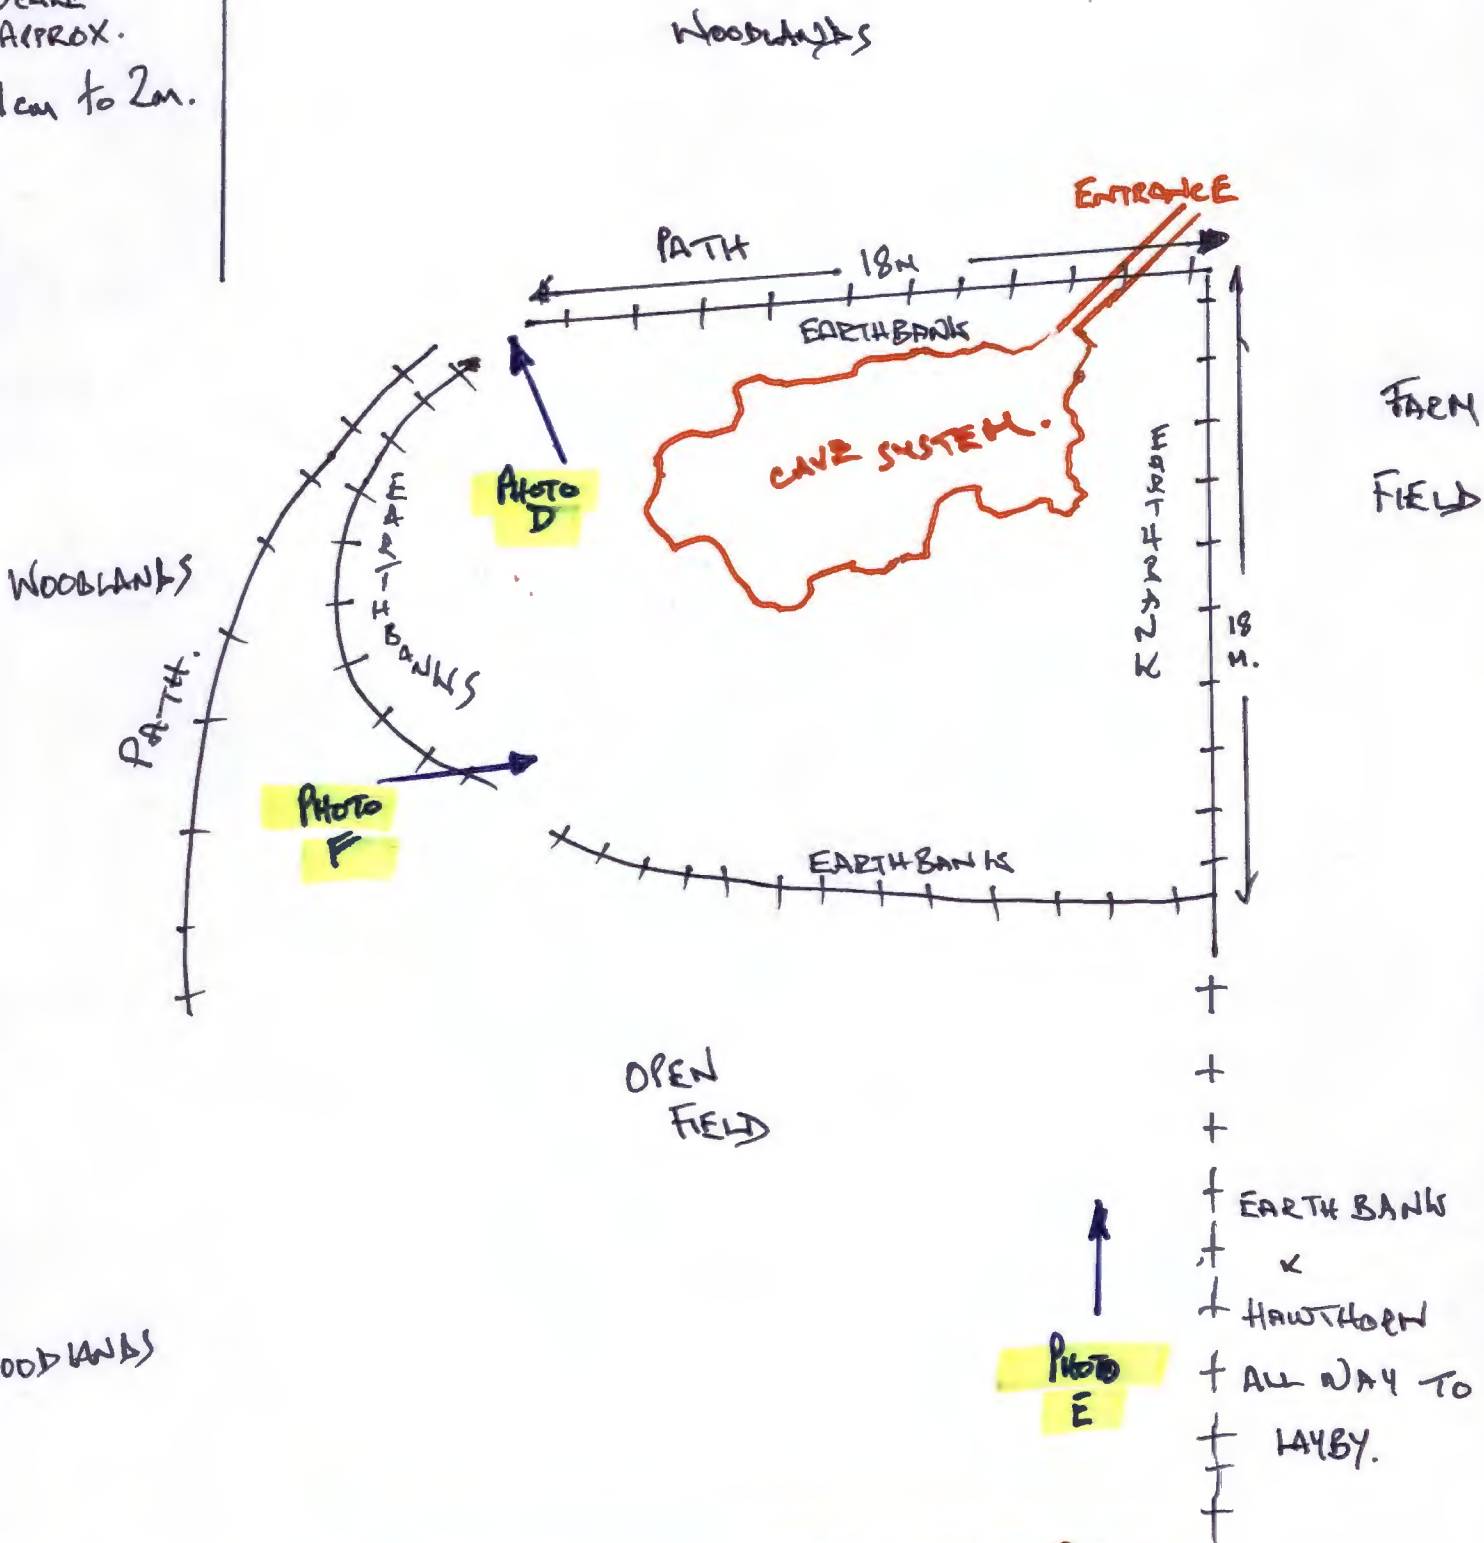 APPROX.
1cm to 2m.
WOODLANDS
ENTRANCE
PATH
18M
EARTHBANK
CAVE SYSTEM.
FARM
FIELD
EARTHBANK
18
M.
PHOTO
D
EARTHBANKS
WOODLANDS
PATH.
PHOTO
F
EARTHBANKS
OPEN
FIELD
EARTH BANK
&
HAWTHORN
ALL WAY TO
LAYBY.
PHOTO
E
OODLANDS